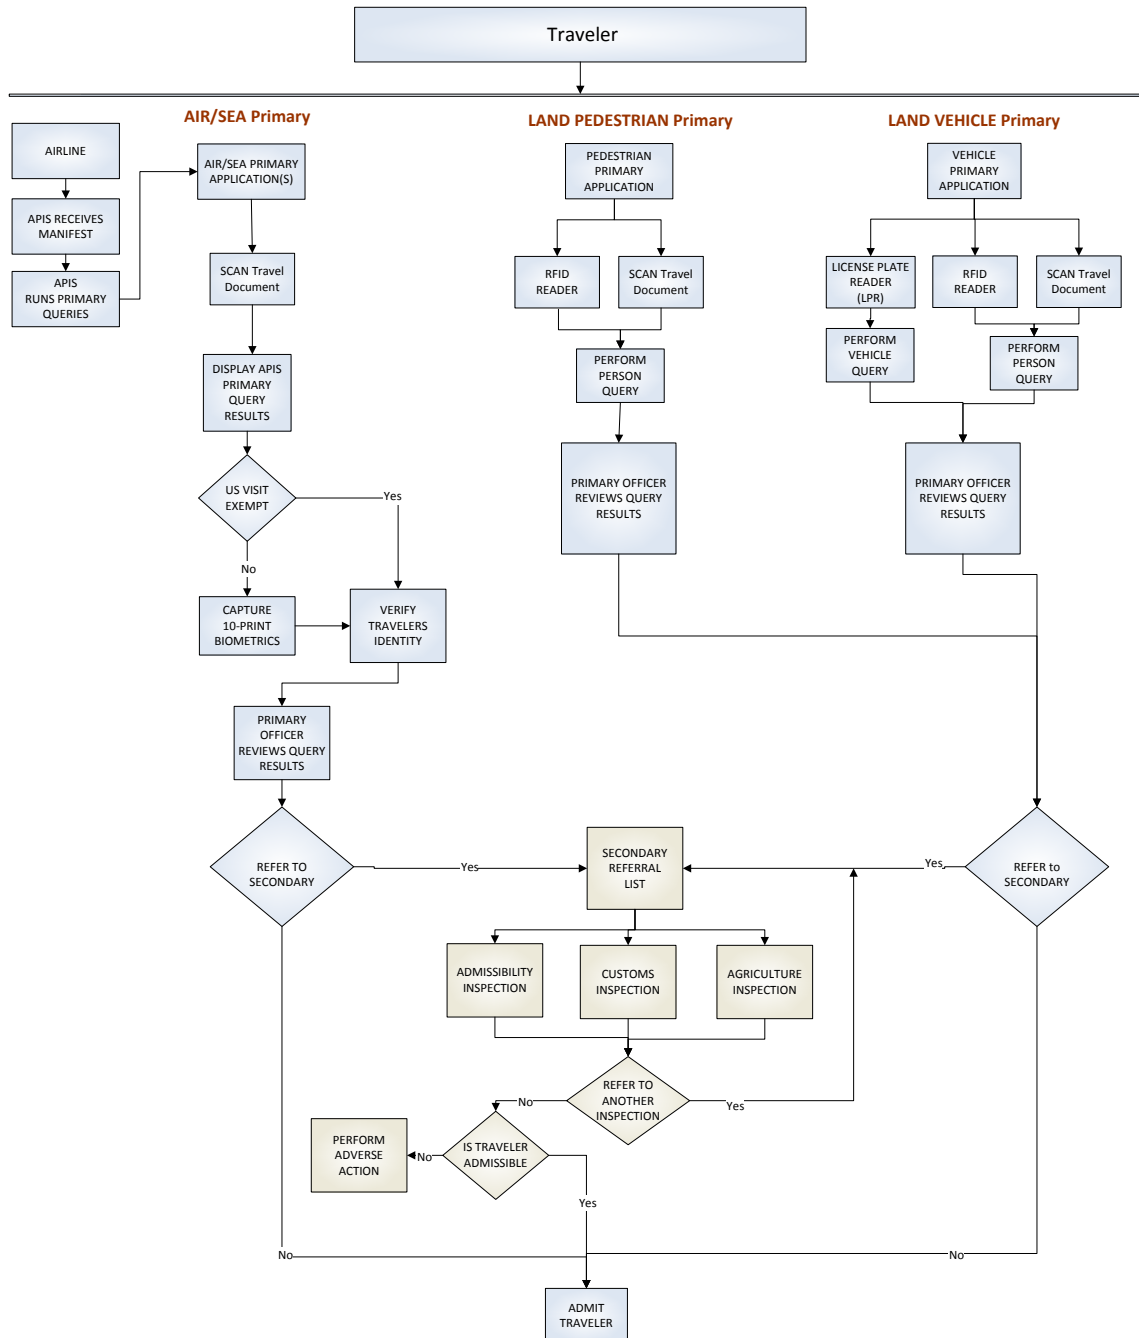 Traveler
AIR/SEA Primary
LAND PEDESTRIAN Primary
LAND VEHICLE Primary
AIRLINE
APIS RECEIVES
MANIFEST
APIS
RUNS PRIMARY
QUERIES
AIR/SEA PRIMARY
APPLICATION(S)
SCAN Travel
Document
DISPLAY APIS
PRIMARY
QUERY
RESULTS
US VISIT
EXEMPT
Yes
No
CAPTURE
10-PRINT
BIOMETRICS
VERIFY
TRAVELERS
IDENTITY
PRIMARY
OFFICER
REVIEWS QUERY
RESULTS
REFER TO
SECONDARY
Yes
No
PEDESTRIAN
PRIMARY
APPLICATION
RFID
READER
SCAN Travel
Document
PERFORM
PERSON
QUERY
PRIMARY OFFICER
REVIEWS QUERY
RESULTS
VEHICLE
PRIMARY
APPLICATION
LICENSE PLATE
READER
(LPR)
RFID
READER
SCAN Travel
Document
PERFORM
VEHICLE
QUERY
PERFORM
PERSON
QUERY
PRIMARY OFFICER
REVIEWS QUERY
RESULTS
REFER to
SECONDARY
Yes
No
SECONDARY
REFERRAL
LIST
ADMISSIBILITY
INSPECTION
CUSTOMS
INSPECTION
AGRICULTURE
INSPECTION
REFER TO
ANOTHER
INSPECTION
Yes
No
IS TRAVELER
ADMISSIBLE
No
Yes
PERFORM
ADVERSE
ACTION
ADMIT
TRAVELER